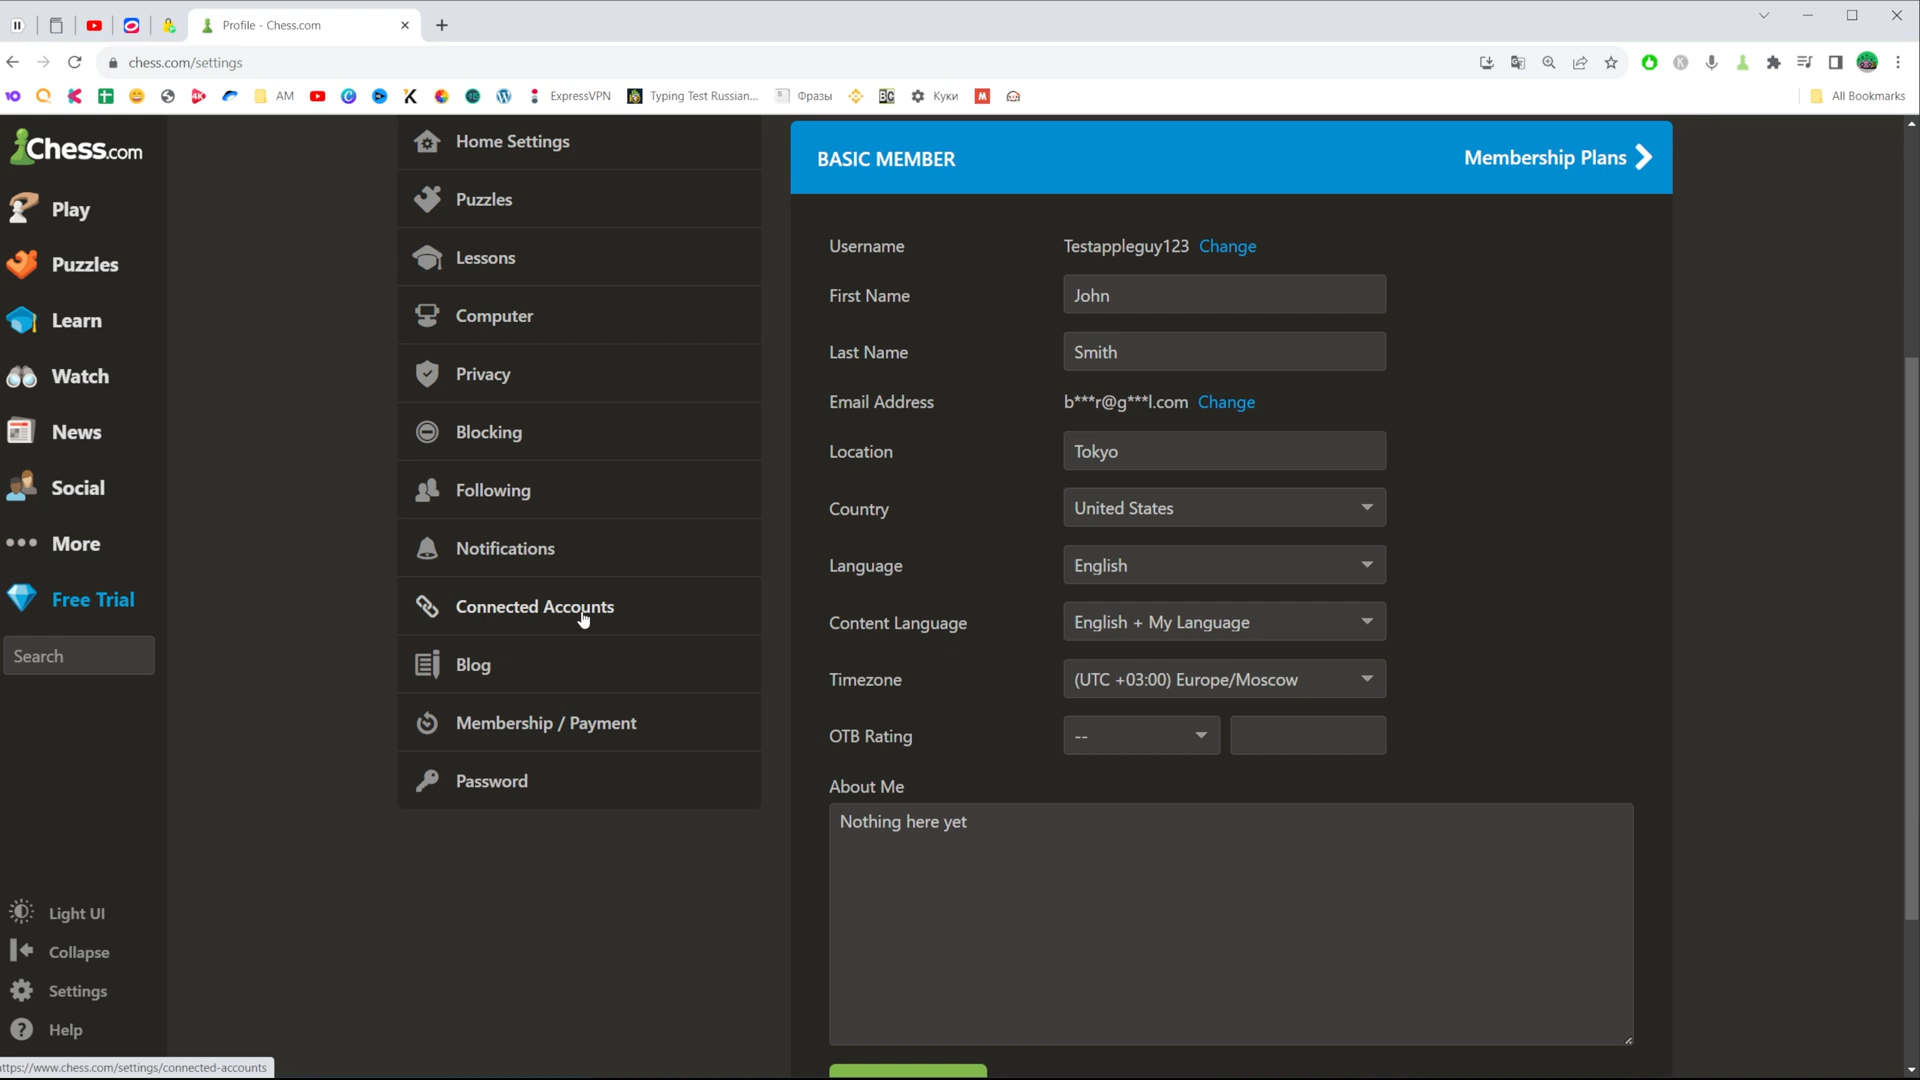 Profile - Chess.com
chess.com/settings
AM
ExpressVPN
Typing Test Russian...
Фразы
BC
Куки
All Bookmarks
Chess.com
Play
Puzzles
Learn
Watch
News
Social
More
Free Trial
Search
Light UI
Collapse
Settings
Help
Home Settings
Puzzles
Lessons
Computer
Privacy
Blocking
Following
Notifications
Connected Accounts
Blog
Membership / Payment
Password
BASIC MEMBER
Membership Plans
Username Testappleguy123 Change
First Name John
Last Name Smith
Email Address b***r@g***l.com Change
Location Tokyo
Country United States
Language English
Content Language English + My Language
Timezone (UTC +03:00) Europe/Moscow
OTB Rating --
About Me
Nothing here yet
ttps://www.chess.com/settings/connected-accounts